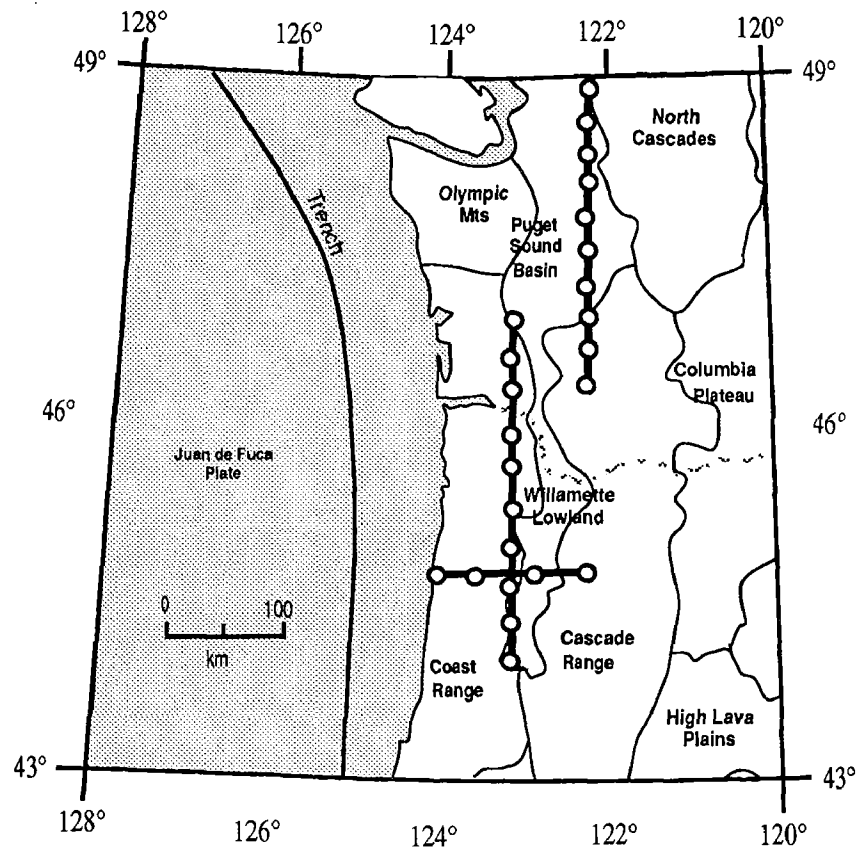 128°
126°
124°
122°
120°
49°
49°
North
Cascades
Olympic
Mts
Trench
Puget
Sound
Basin
Columbia
Plateau
46°
46°
Juan de Fuca
Plate
Willamette
Lowland
0
100
km
Cascade
Range
Coast
Range
High Lava
Plains
43°
43°
128°
126°
124°
122°
120°